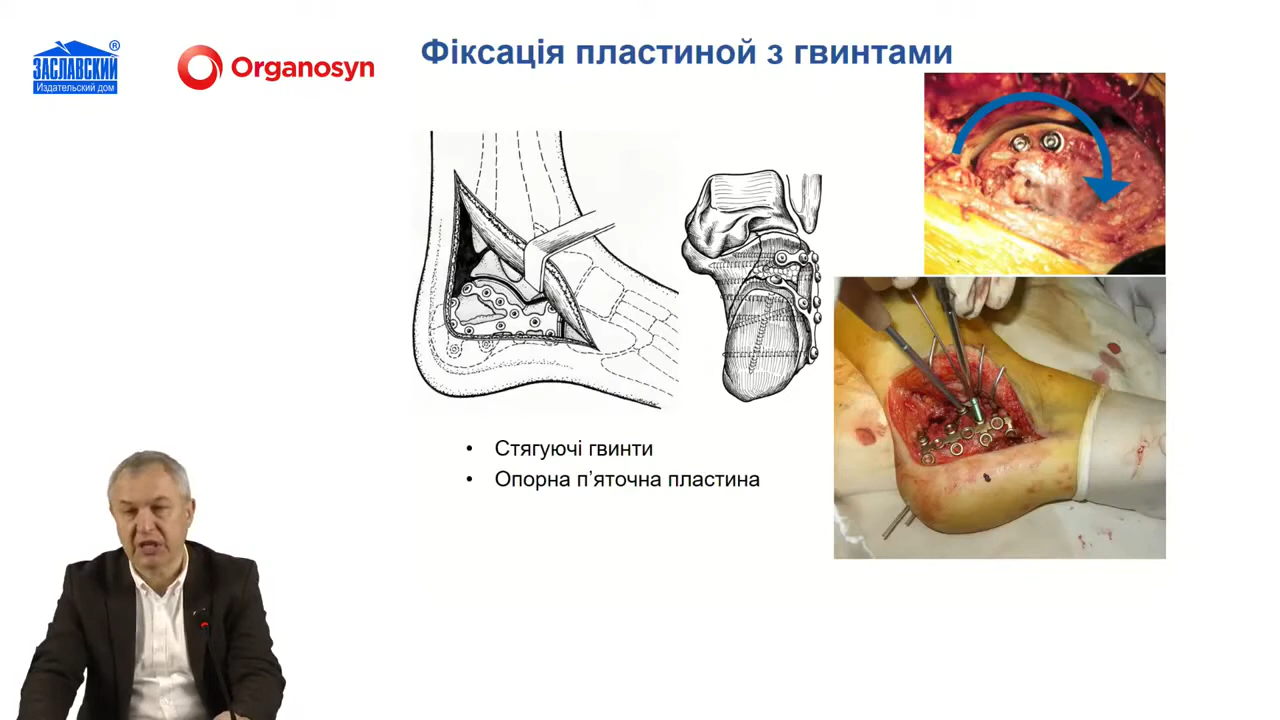 ЗАСЛАВСКИЙ
®
Издательский дом
Organosyn
Фіксація пластиной з гвинтами
• Стягуючі гвинти
• Опорна п’яточна пластина